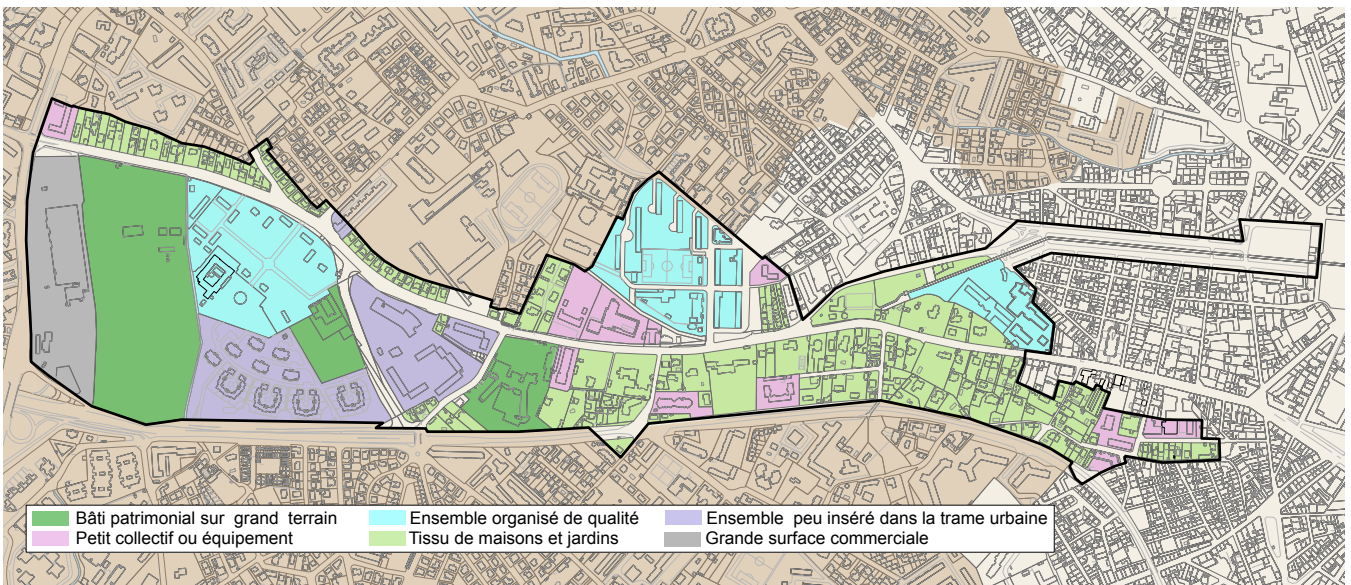 Bâti patrimonial sur grand terrain
Ensemble organisé de qualité
Ensemble peu inséré dans la trame urbaine
Petit collectif ou équipement
Tissu de maisons et jardins
Grande surface commerciale